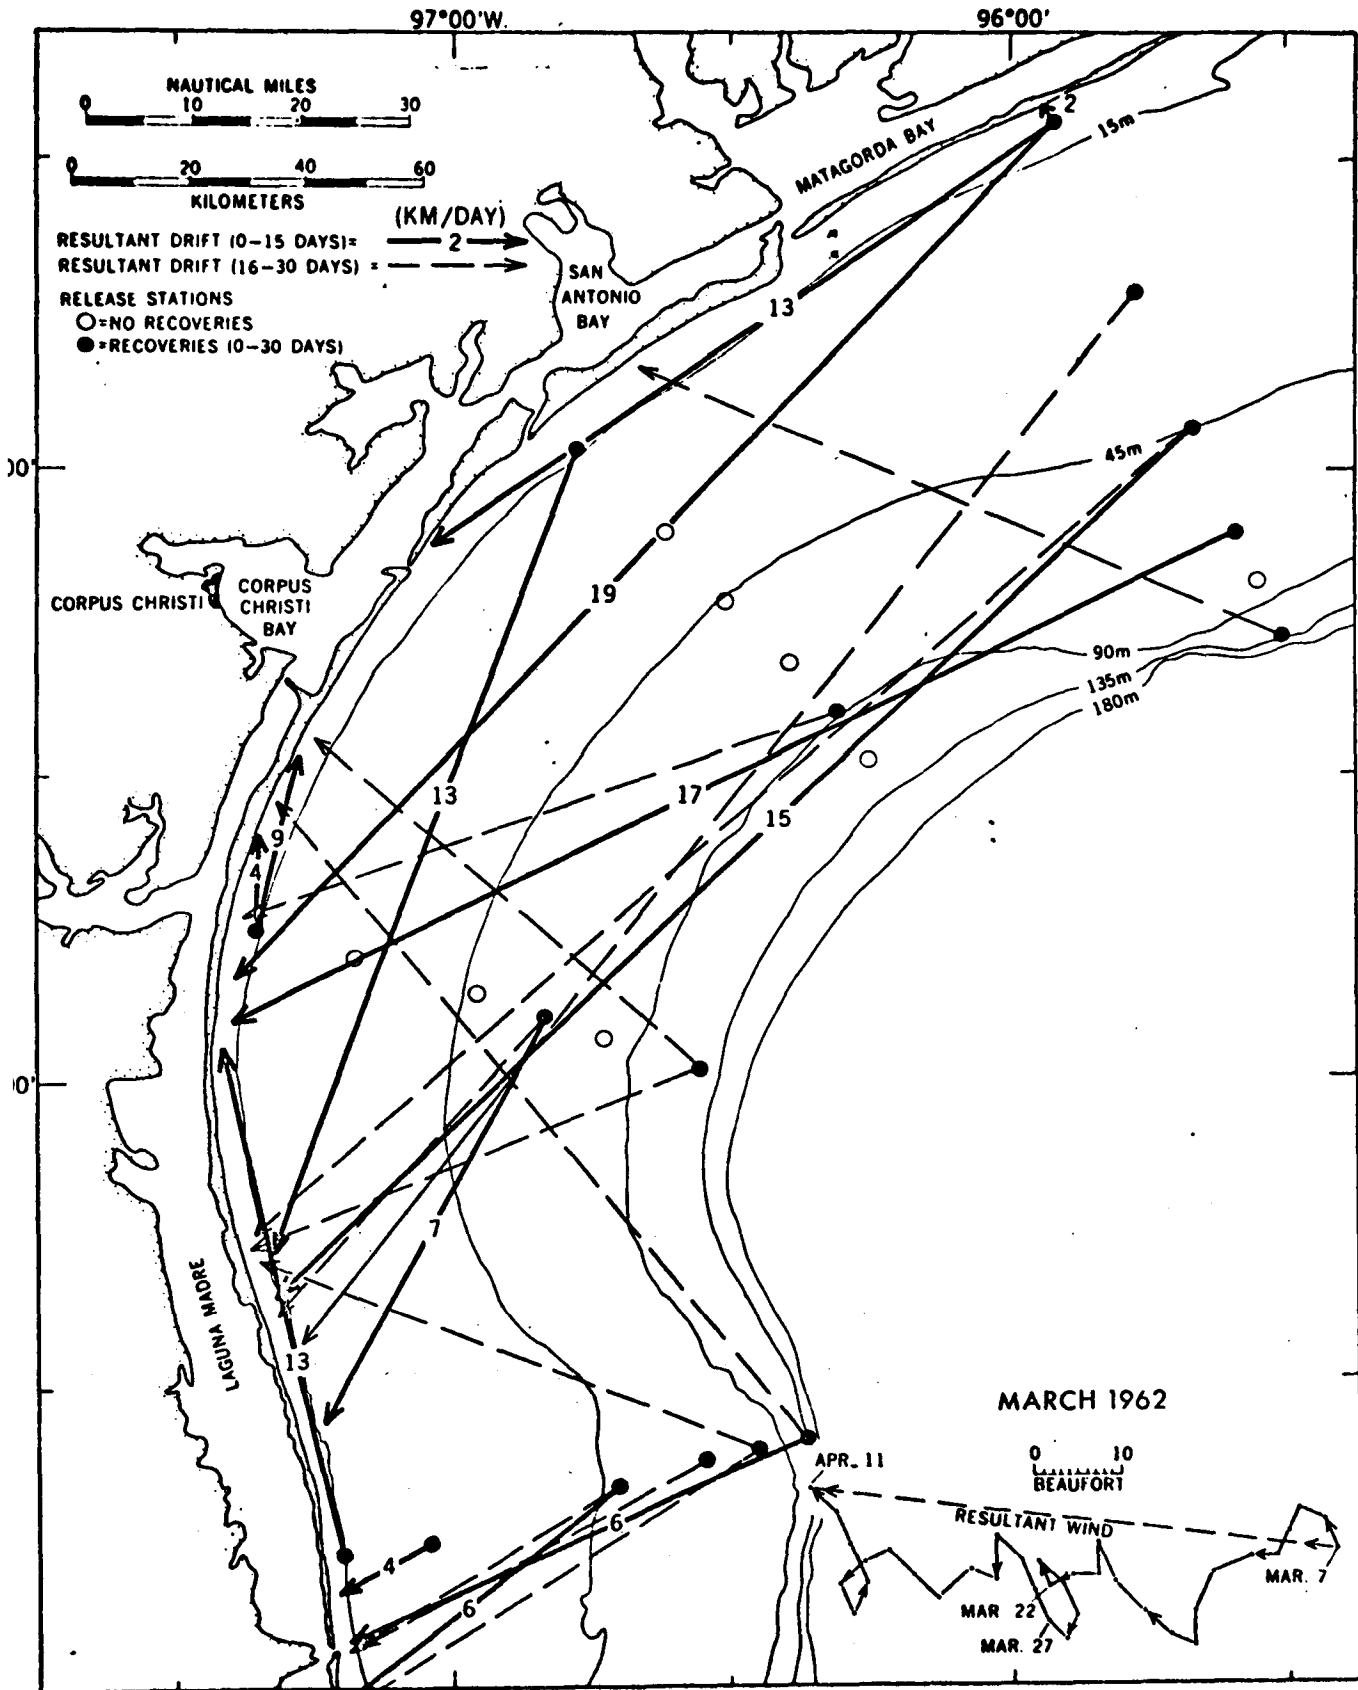 97°00'W.
96°00'
NAUTICAL MILES
0 10 20 30
0 20 40 60
KILOMETERS
(KM/DAY)
RESULTANT DRIFT (0-15 DAYS)= 2
RESULTANT DRIFT (16-30 DAYS) =
RELEASE STATIONS
○=NO RECOVERIES
●=RECOVERIES (0-30 DAYS)
SAN
ANTONIO
BAY
MATAGORDA BAY
2
15m
13
00'
45m
CORPUS CHRISTI
CORPUS
CHRISTI
BAY
19
90m
135m
180m
13
17
15
9
4
00'
7
LAGUNA MADRE
13
MARCH 1962
0 10
BEAUFORT
APR. 11
RESULTANT WIND
6
4
6
MAR. 7
MAR 22
MAR. 27